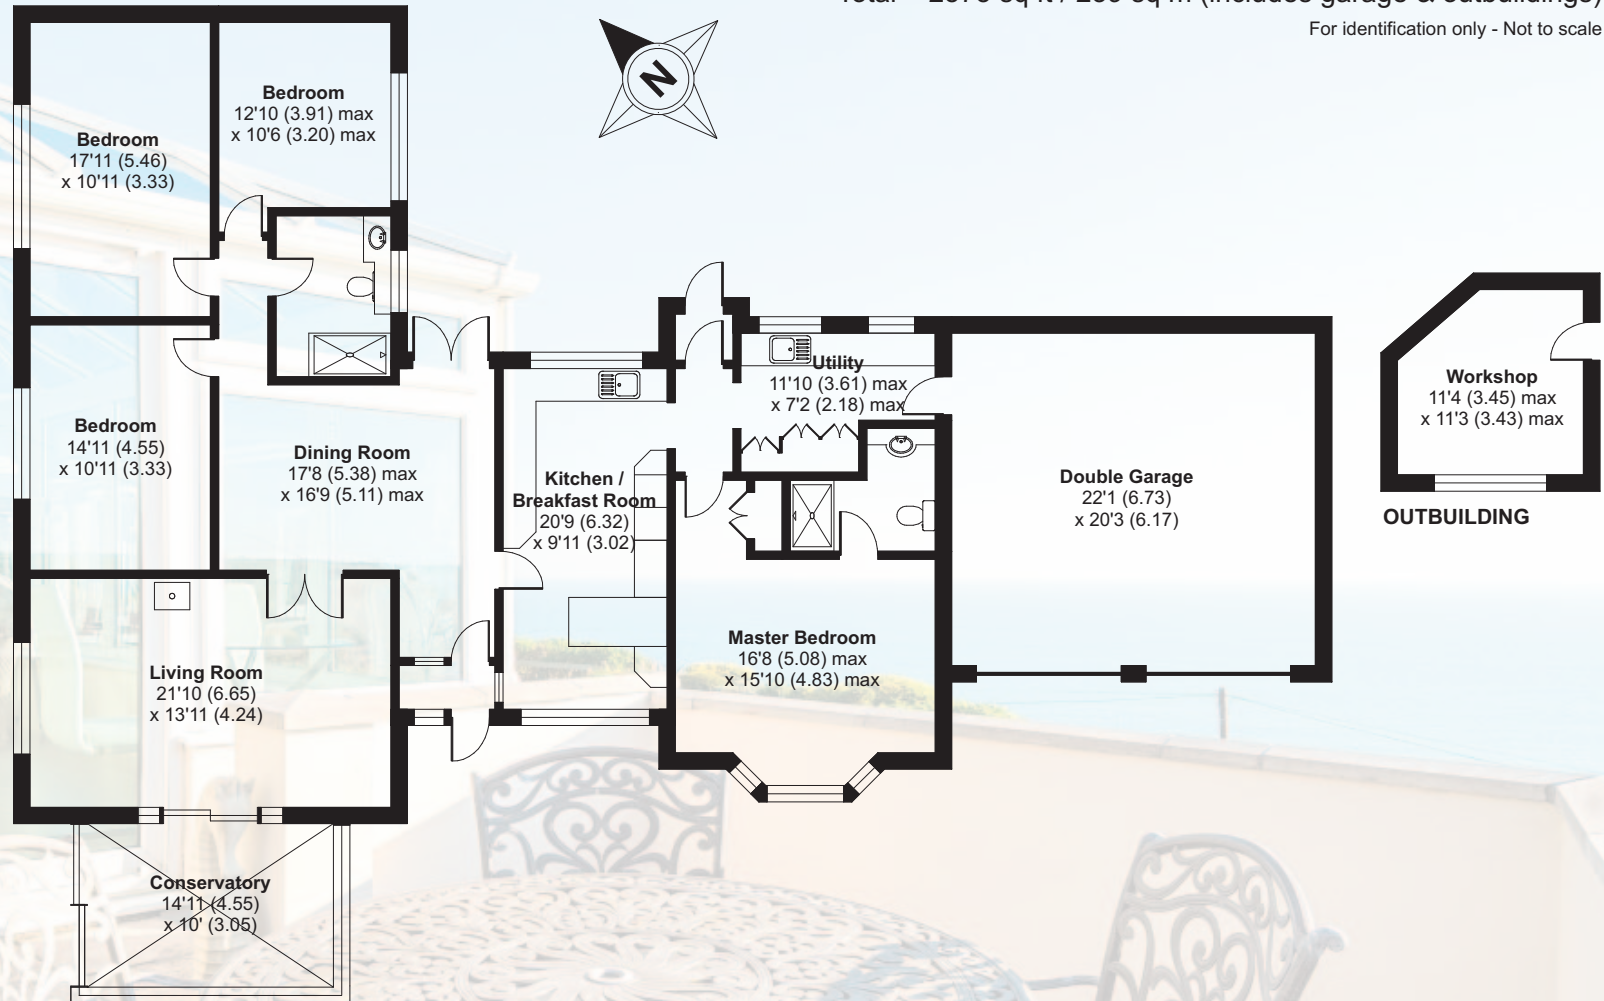 For identification only - Not to scale
N
Bedroom
12'10 (3.91) max
x 10'6 (3.20) max
Bedroom
17'11 (5.46)
x 10'11 (3.33)
Bedroom
14'11 (4.55)
x 10'11 (3.33)
Dining Room
17'8 (5.38) max
x 16'9 (5.11) max
Kitchen /
Breakfast Room
20'9 (6.32)
x 9'11 (3.02)
Utility
11'10 (3.61) max
x 7'2 (2.18) max
Double Garage
22'1 (6.73)
x 20'3 (6.17)
Workshop
11'4 (3.45) max
x 11'3 (3.43) max
OUTBUILDING
Living Room
21'10 (6.65)
x 13'11 (4.24)
Master Bedroom
16'8 (5.08) max
x 15'10 (4.83) max
Conservatory
14'11 (4.55)
x 10' (3.05)